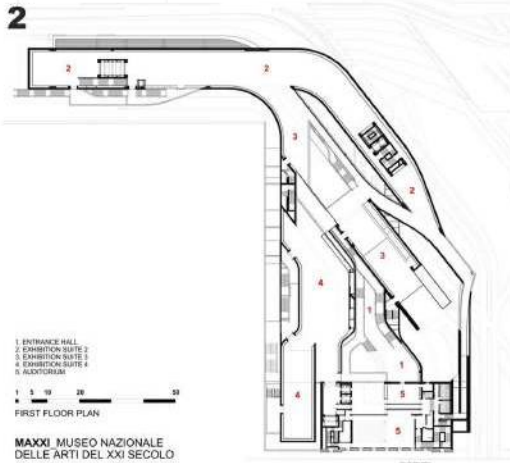 2
2
2
3
2
3
4
1
1
4
5
5
1. ENTRANCE HALL
2. EXHIBITION SUITE 2
3. EXHIBITION SUITE 3
4. EXHIBITION SUITE 4
5. AUDITORIUM
1 5 10 20 50
FIRST FLOOR PLAN
MAXXI_MUSEO NAZIONALE
DELLE ARTI DEL XXI SECOLO